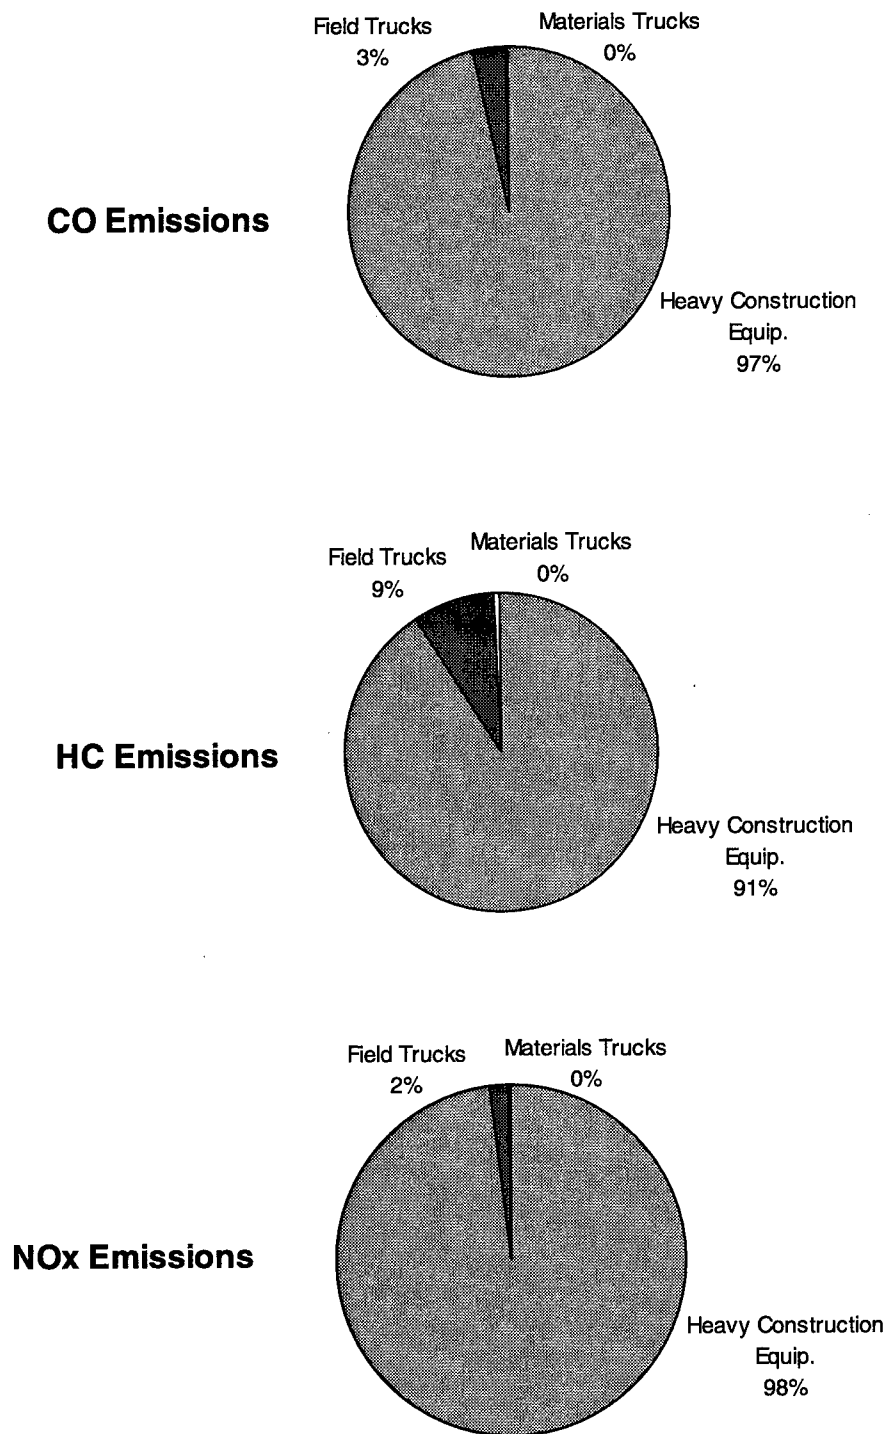 Field Trucks
3%
Materials Trucks
0%
CO Emissions
Heavy Construction
Equip.
97%
Field Trucks
9%
Materials Trucks
0%
HC Emissions
Heavy Construction
Equip.
91%
Field Trucks
2%
Materials Trucks
0%
NOx Emissions
Heavy Construction
Equip.
98%